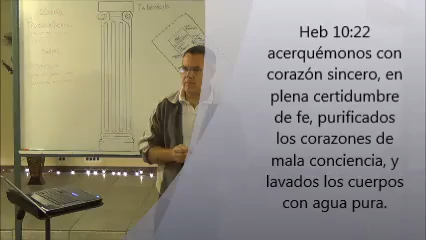 Heb 10:22
acerquémonos con
corazón sincero, en
plena certidumbre
de fe, purificados
los corazones de
mala conciencia, y
lavados los cuerpos
con agua pura.